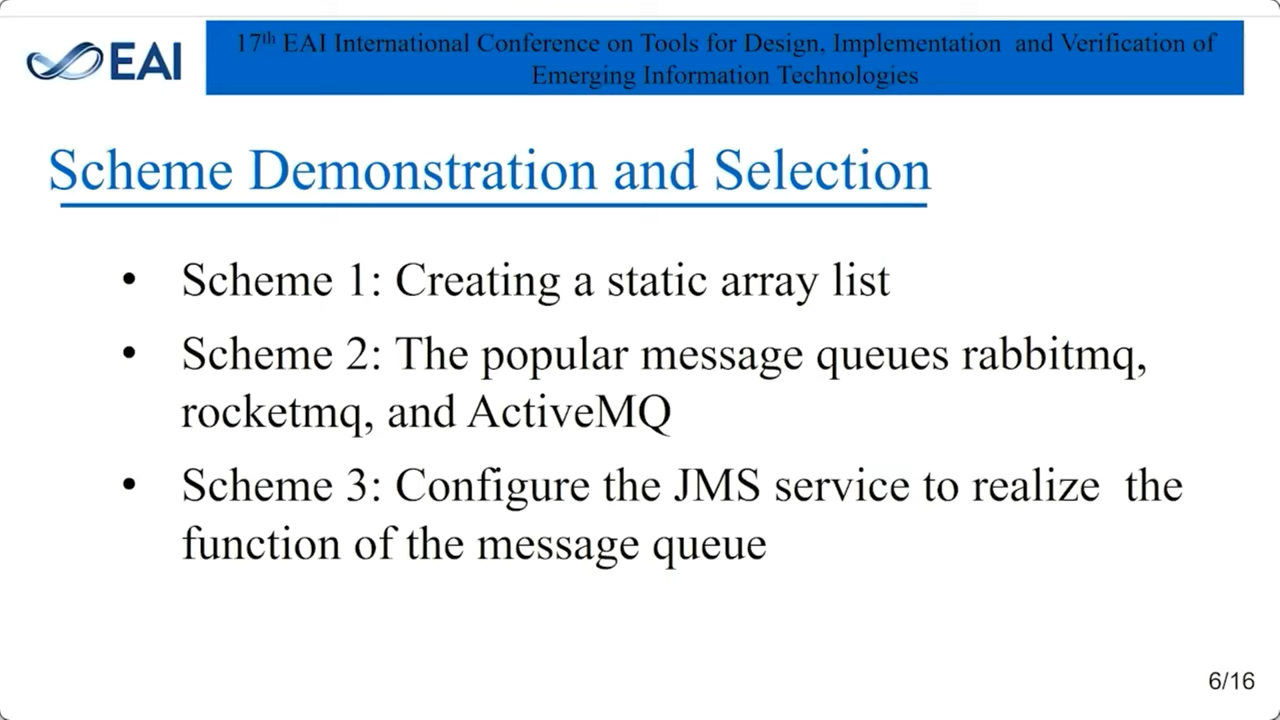 EAI
17th EAI International Conference on Tools for Design, Implementation and Verification of
Emerging Information Technologies
Scheme Demonstration and Selection
• Scheme 1: Creating a static array list
• Scheme 2: The popular message queues rabbitmq,
rocketmq, and ActiveMQ
• Scheme 3: Configure the JMS service to realize the
function of the message queue
6/16